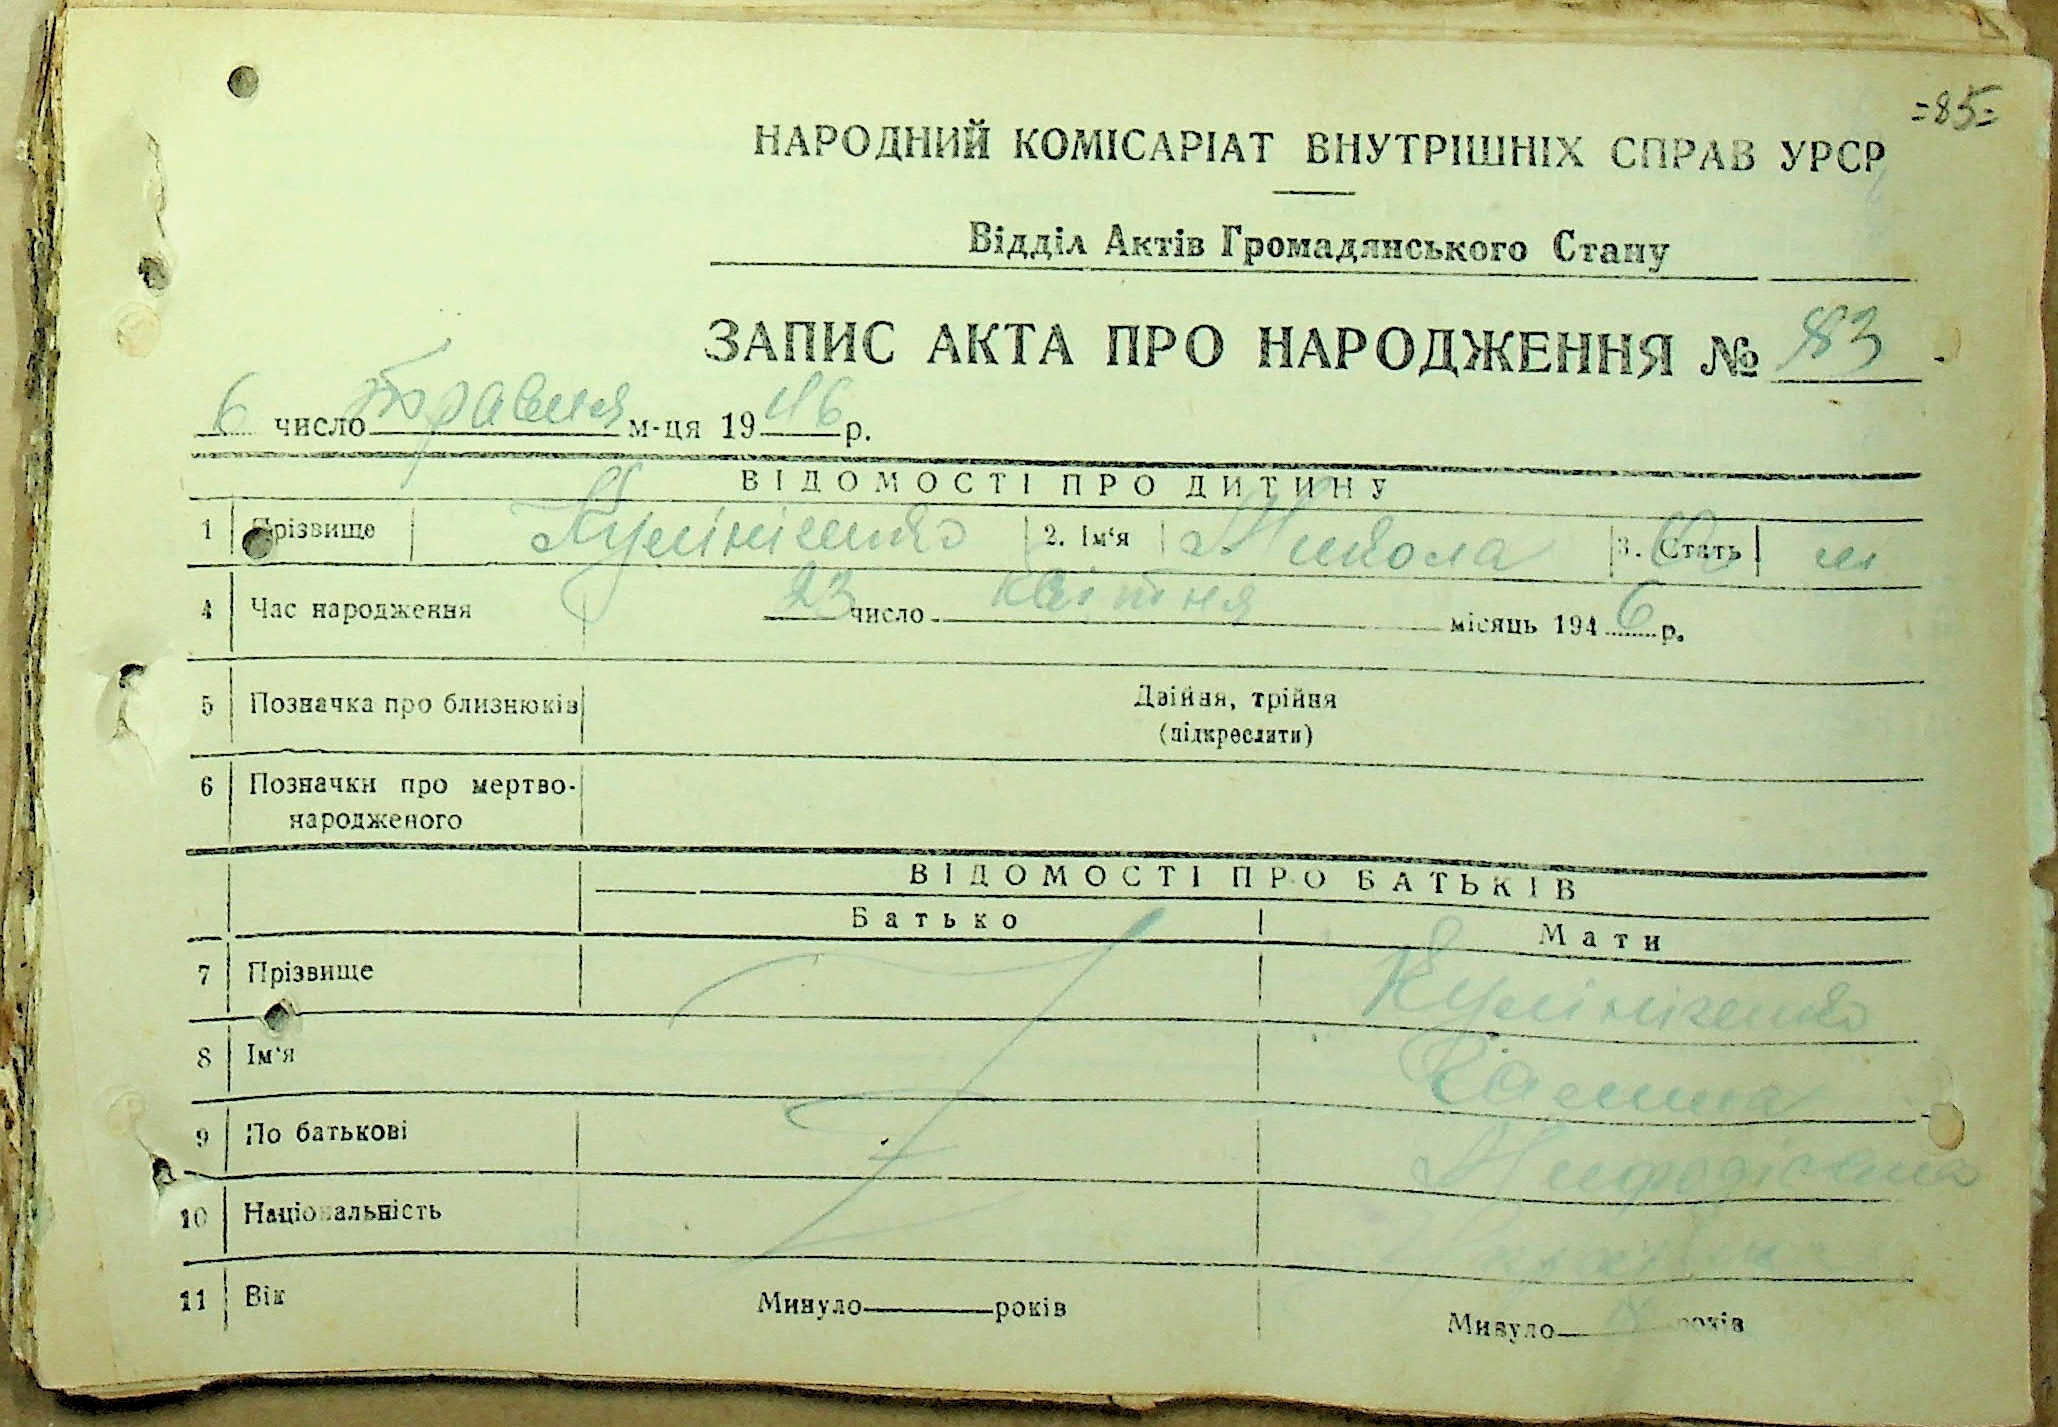 =85=
НАРОДНИЙ КОМІСАРІАТ ВНУТРІШНІХ СПРАВ УРСР
Відділ Актів Громадянського Стану
ЗАПИС АКТА ПРО НАРОДЖЕННЯ № 83
6 число травня м-ця 1946 р.
ВІДОМОСТІ ПРО ДИТИНУ
1 Прізвище Кулініченко 2. Ім‘я Микола 3. Стать м
4 Час народження 23 число квітня місяць 1946 р.
5 Позначка про близнюків Двійня, трійня
(підкреслити)
6 Позначки про мертво-
народженого
ВІДОМОСТІ ПРО БАТЬКІВ
Батько Мати
7 Прізвище Кулініченко
8 Ім‘я Галина
9 По батькові
10 Національність
11 Вік Минуло років Минуло років